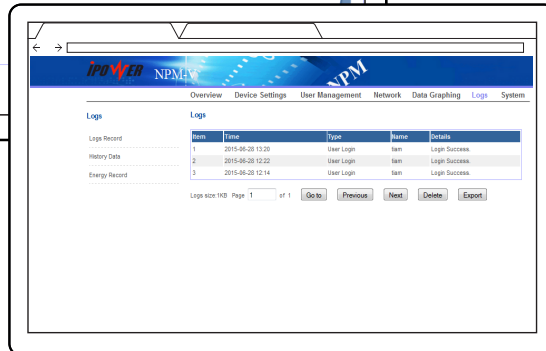 iPOWER NPM-V NPM
Overview Device Settings User Management Network Data Graphing Logs System
Logs
Logs Record
History Data
Energy Record
Logs
Item Time Type Name Details
1 2015-06-28 13:20 User Login tiam Login Success.
2 2015-06-28 12:22 User Login tiam Login Success.
3 2015-06-28 12:14 User Login tiam Login Success.
Logs size:1KB Page 1 of 1 Go to Previous Next Delete Export